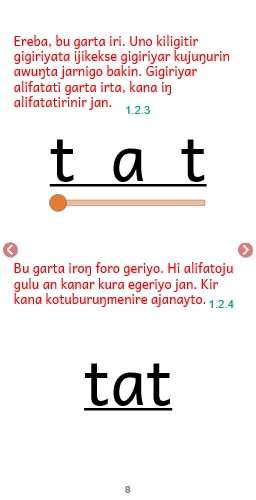 Ereba, bu garta iri. Uno kiligitir
gigiriyata ijikekse gigiriyar kujuŋurin
awuŋta jarnigo bakin. Gigiriyar
alifatati garta irta, kana iŋ
alifatatirinir jan.
1.2.3
t a t
Bu garta iroŋ foro geriyo. Hi alifatoju
gulu an kanar kura egeriyo jan. Kir
kana kotuburuŋmenire ajanayto.
1.2.4
tat
8